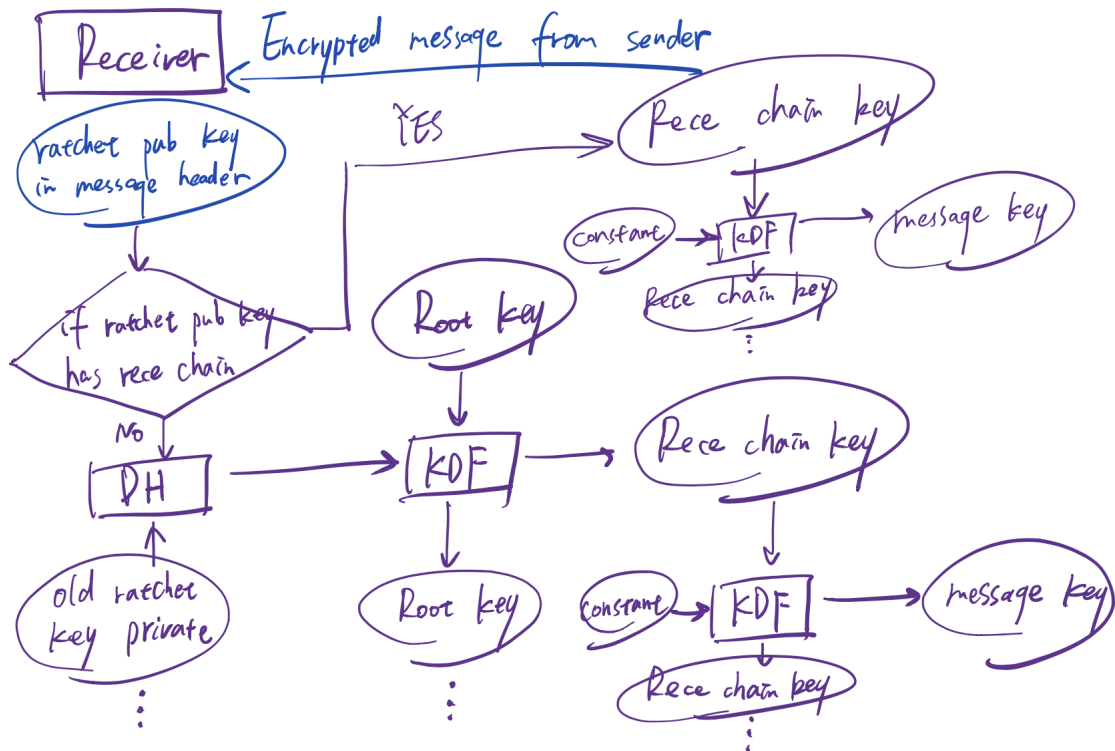 Receiver
Encrypted message from sender
ratchet pub key
in message header
YES
Rece chain key
constant
KDF
message key
Rece chain key
if ratchet pub key
has rece chain
Root key
No
DH
KDF
Rece chain key
old ratchet
key private
Root key
constant
KDF
message key
Rece chain key